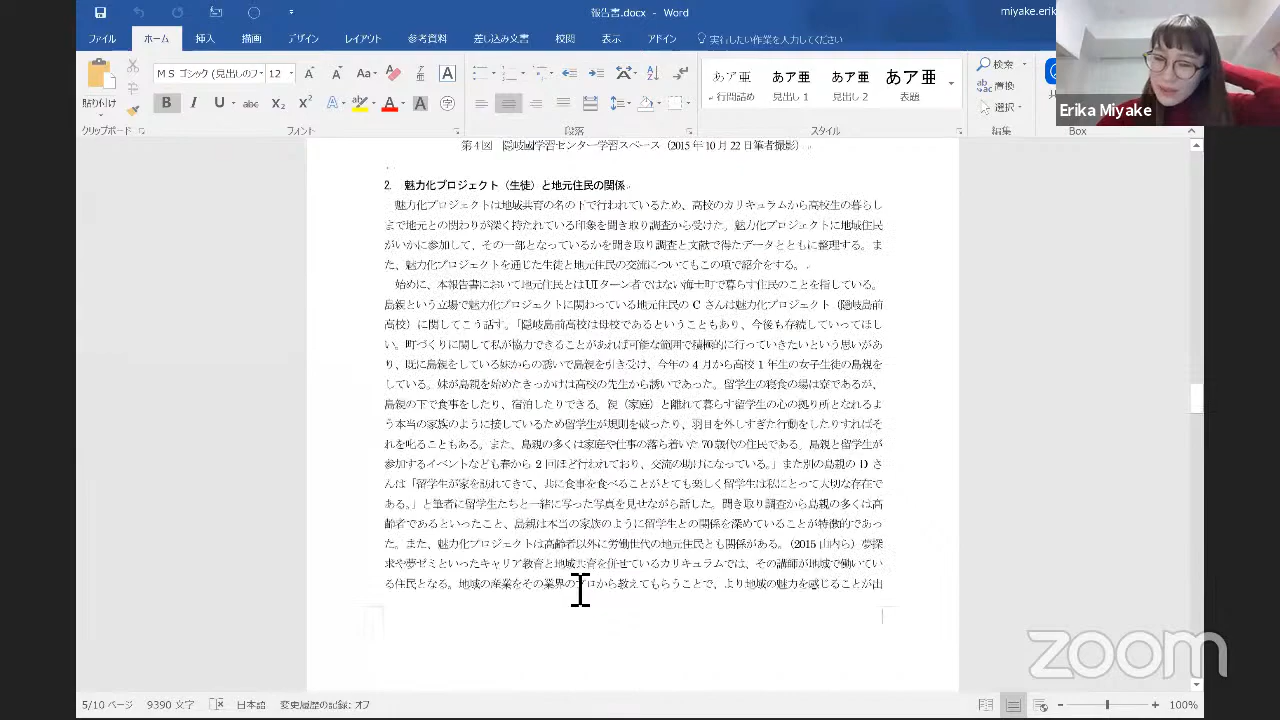 報告書.docx - Word
miyake.erik
ファイル ホーム 挿入 描画 デザイン レイアウト 参考資料 差し込み文書 校閲 表示 アドイン 実行したい作業を入力してください
ＭＳ ゴシック (見出しのフ 12
あア亜 あア亜 あア亜 あア亜
検索
置換
選択
貼り付け
行間詰め 見出し 1 見出し 2 表題
クリップボード フォント 段落 スタイル 編集 Box
Erika Miyake
第４回 隠岐國学習センター学習スペース（2015 年 10 月 22 日筆者撮影）
2. 魅力化プロジェクト（生徒）と地元住民の関係
魅力化プロジェクトは地域共育の名の下で行われているため、高校のカリキュラムから高校生の暮らし
まで地元との関わりが深く持たれている印象を聞き取り調査から受けた。魅力化プロジェクトに地域住民
がいかに参加して、その一部となっているかを聞き取り調査と文献で得たデータとともに整理する。ま
た、魅力化プロジェクトを通じた生徒と地元住民の交流についてもこの項で紹介をする。
始めに、本報告書において地元住民とは UI ターン者ではない海士町で暮らす住民のことを指している。
島親という立場で魅力化プロジェクトに関わっている地元住民の C さんは魅力化プロジェクト（隠岐島前
高校）に関してこう話す。「隠岐島前高校は母校であるということもあり、今後も存続していってほし
い。町づくりに関して私が協力できることがあれば可能な範囲で積極的に行っていきたいという思いがあ
り、既に島親をしている妹からの誘いで島親を引き受け、今年の 4 月から高校 1 年生の女子生徒の島親を
している。妹が島親を始めたきっかけは高校の先生から誘いであった。留学生の寝食の場は寮であるが、
島親の下で食事をしたり、宿泊したりできる。親（家庭）と離れて暮らす留学生の心の拠り所となれるよ
う本当の家族のように接しているため留学生が規則を破ったり、羽目を外しすぎた行動をしたりすればそ
れを叱ることもある。また、島親の多くは家庭や仕事の落ち着いた 70 歳代の住民である。島親と留学生が
参加するイベントなども春から 2 回ほど行われており、交流の助けになっている。」また別の島親の D さ
んは「留学生が家を訪れてきて、共に食事を食べることがとても楽しく留学生は私にとって大切な存在で
ある。」と筆者に留学生たちと一緒に写った写真を見せながら話した。聞き取り調査から島親の多くは高
齢者であるといったこと、島親は本当の家族のように留学生との関係を深めていることが特徴的であっ
た。また、魅力化プロジェクトは高齢者以外に労働世代の地元住民とも関係がある。(2015 山内ら) 夢探
求や夢ゼミといったキャリア教育と地域共育を併せているカリキュラムでは、その講師が地域で働いてい
る住民となる。地域の産業をその業界のプロから教えてもらうことで、より地域の魅力を感じることが出
zoom
5/10 ページ 9390 文字 日本語 変更履歴の記録: オフ 100%